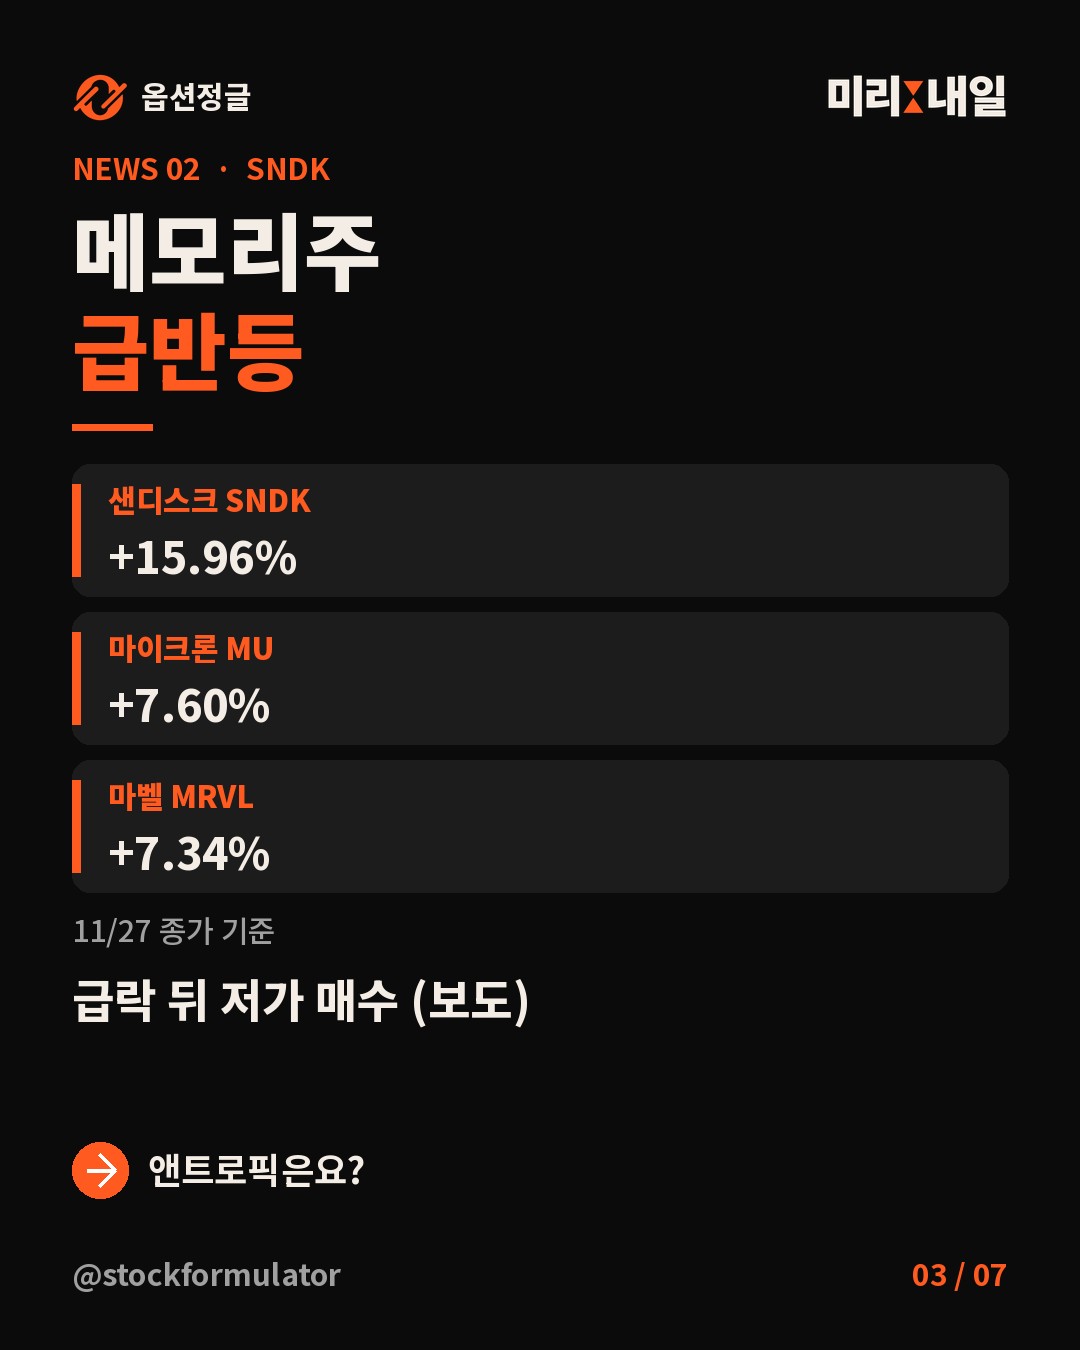 옵션정글
미리내일
NEWS 02 · SNDK
메모리주
급반등
샌디스크 SNDK
+15.96%
마이크론 MU
+7.60%
마벨 MRVL
+7.34%
11/27 종가 기준
급락 뒤 저가 매수 (보도)
앤트로픽은요?
@stockformulator
03 / 07